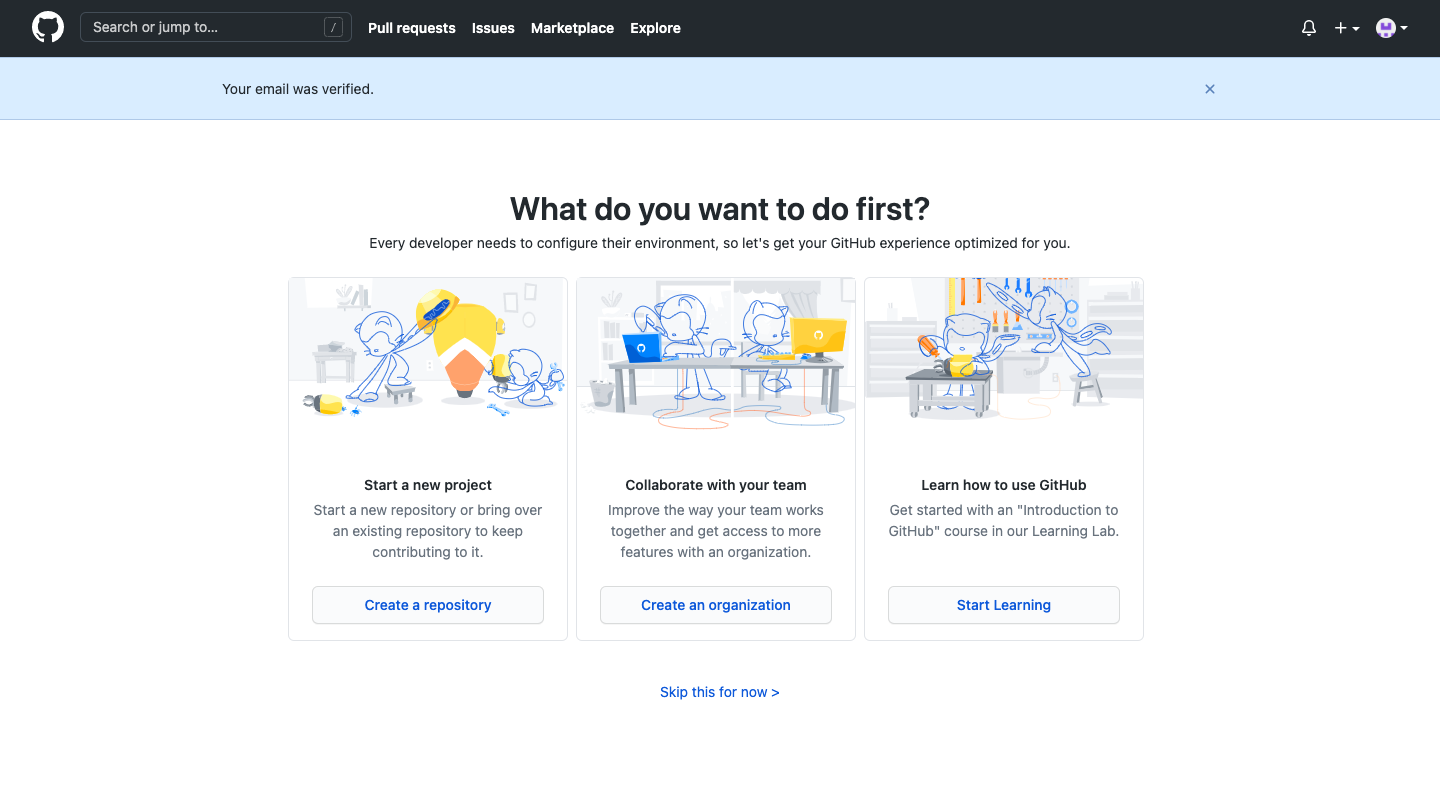 Search or jump to... /
Pull requests Issues Marketplace Explore
Your email was verified.
What do you want to do first?
Every developer needs to configure their environment, so let's get your GitHub experience optimized for you.
Start a new project
Start a new repository or bring over
an existing repository to keep
contributing to it.
Create a repository
Collaborate with your team
Improve the way your team works
together and get access to more
features with an organization.
Create an organization
Learn how to use GitHub
Get started with an "Introduction to
GitHub" course in our Learning Lab.
Start Learning
Skip this for now >